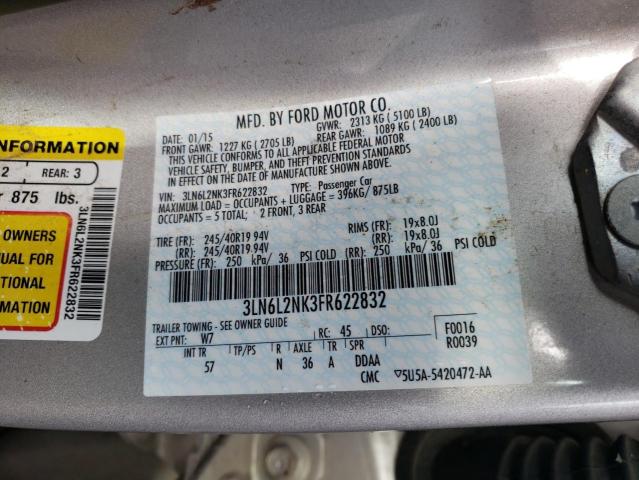 INFORMATION
2 REAR: 3
r 875 lbs.
OWNERS
NUAL FOR
TIONAL
RMATION
3LN6L2NK3FR622832
MFD. BY FORD MOTOR CO.
DATE: 01/15 GVWR: 2313 KG ( 5100 LB)
FRONT GAWR: 1227 KG ( 2705 LB) REAR GAWR: 1089 KG ( 2400 LB)
THIS VEHICLE CONFORMS TO ALL APPLICABLE FEDERAL MOTOR
VEHICLE SAFETY, BUMPER, AND THEFT PREVENTION STANDARDS
IN EFFECT ON THE DATE OF MANUFACTURE SHOWN ABOVE.
VIN: 3LN6L2NK3FR622832 TYPE: Passenger Car
MAXIMUM LOAD = OCCUPANTS + LUGGAGE = 396KG/ 875LB
OCCUPANTS = 5 TOTAL; 2 FRONT, 3 REAR
TIRE (FR): 245/40R19 94V RIMS (FR): 19x8.0J
(RR): 245/40R19 94V (RR): 19x8.0J
PRESSURE (FR): 250 kPa/ 36 PSI COLD (RR): 250 kPa/ 36 PSI COLD
3LN6L2NK3FR622832
TRAILER TOWING - SEE OWNER GUIDE
EXT PNT: W7 RC: 45 DSO: F0016
INT TR TP/PS R AXLE TR SPR R0039
57 N 36 A DDAA
CMC ▽5U5A-5420472-AA